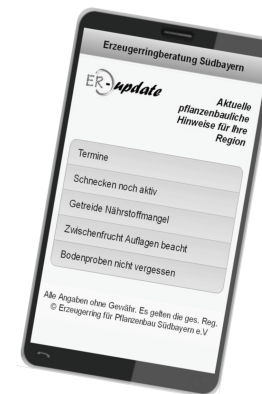 Erzeugerringberatung Südbayern
ER-update
Aktuelle
pflanzenbauliche
Hinweise für Ihre
Region
Termine
Schnecken noch aktiv
Getreide Nährstoffmangel
Zwischenfrucht Auflagen beacht
Bodenproben nicht vergessen
Alle Angaben ohne Gewähr. Es gelten die ges. Reg.
© Erzeugerring für Pflanzenbau Südbayern e.V